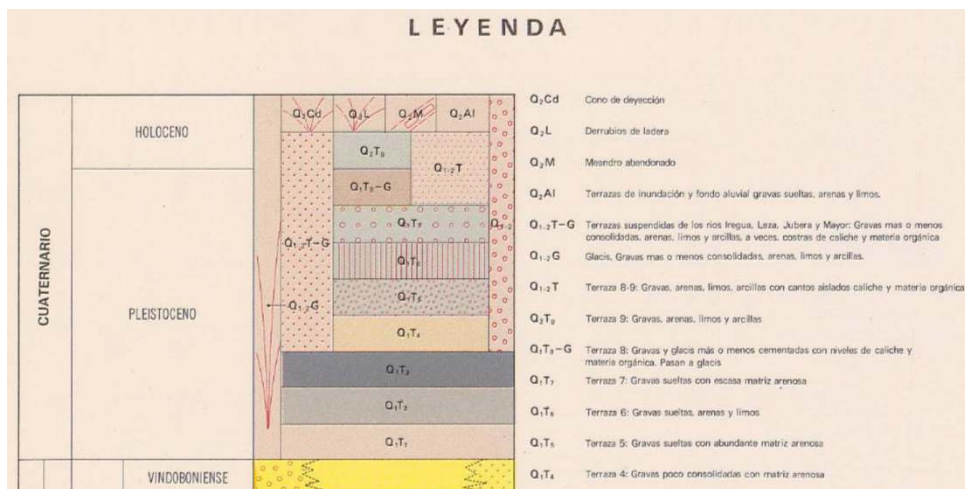 LEYENDA
CUATERNARIO
HOLOCENO
PLEISTOCENO
VINDOBONIENSE
Q₂Cd
Q₂L
Q₂M
Q₂Al
Q₂T₉
Q₁₋₂T
Q₁T₈-G
Q₁T₇
Q₁₋₂T-G
Q₁T₆
Q₁T₅
Q₁₋₂G
Q₁T₄
Q₁T₃
Q₁T₂
Q₁T₁
Q₂Cd Cono de deyección
Q₂L Derrubios de ladera
Q₂M Meandro abandonado
Q₂Al Terrazas de inundación y fondo aluvial gravas sueltas, arenas y limos.
Q₁₋₂T-G Terrazas suspendidas de los rios Iregua, Leza, Jubera y Mayor: Gravas mas o menos
consolidadas, arenas, limos y arcillas, a veces, costras de caliche y materia orgánica
Q₁₋₂G Glacis, Gravas mas o menos consolidadas, arenas, limos y arcillas.
Q₁₋₂T Terraza 8-9: Gravas, arenas, limos, arcillas con cantos aislados caliche y materia orgánica
Q₂T₉ Terraza 9: Gravas, arenas, limos y arcillas
Q₁T₈-G Terraza 8: Gravas y glacis más o menos cementadas con niveles de caliche y
materia orgánica. Pasan a glacis
Q₁T₇ Terraza 7: Gravas sueltas con escasa matriz arenosa
Q₁T₆ Terraza 6: Gravas sueltas, arenas y limos
Q₁T₅ Terraza 5: Gravas sueltas con abundante matriz arenosa
Q₁T₄ Terraza 4: Gravas poco consolidadas con matriz arenosa